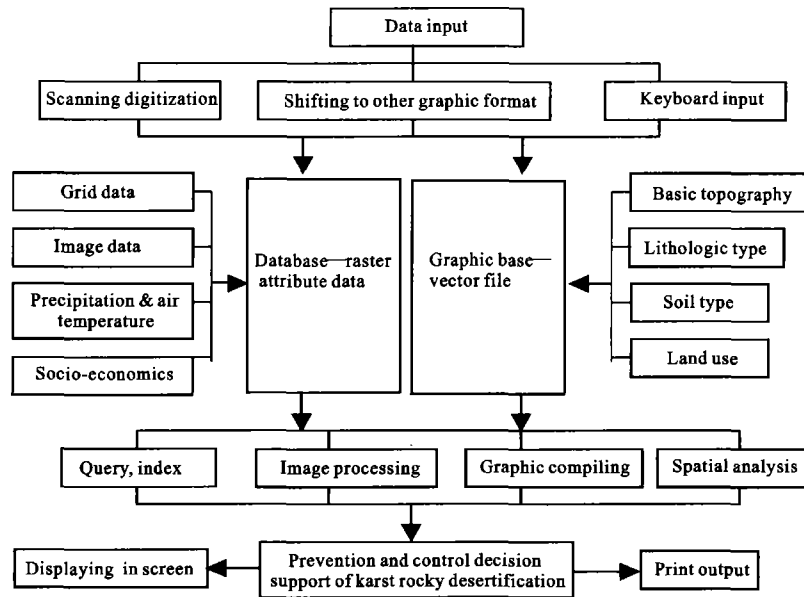 Data input
Scanning digitization
Shifting to other graphic format
Keyboard input
Grid data
Image data
Precipitation & air
temperature
Socio-economics
Database—raster
attribute data
Graphic base—
vector file
Basic topography
Lithologic type
Soil type
Land use
Query, index
Image processing
Graphic compiling
Spatial analysis
Displaying in screen
Prevention and control decision
support of karst rocky desertification
Print output